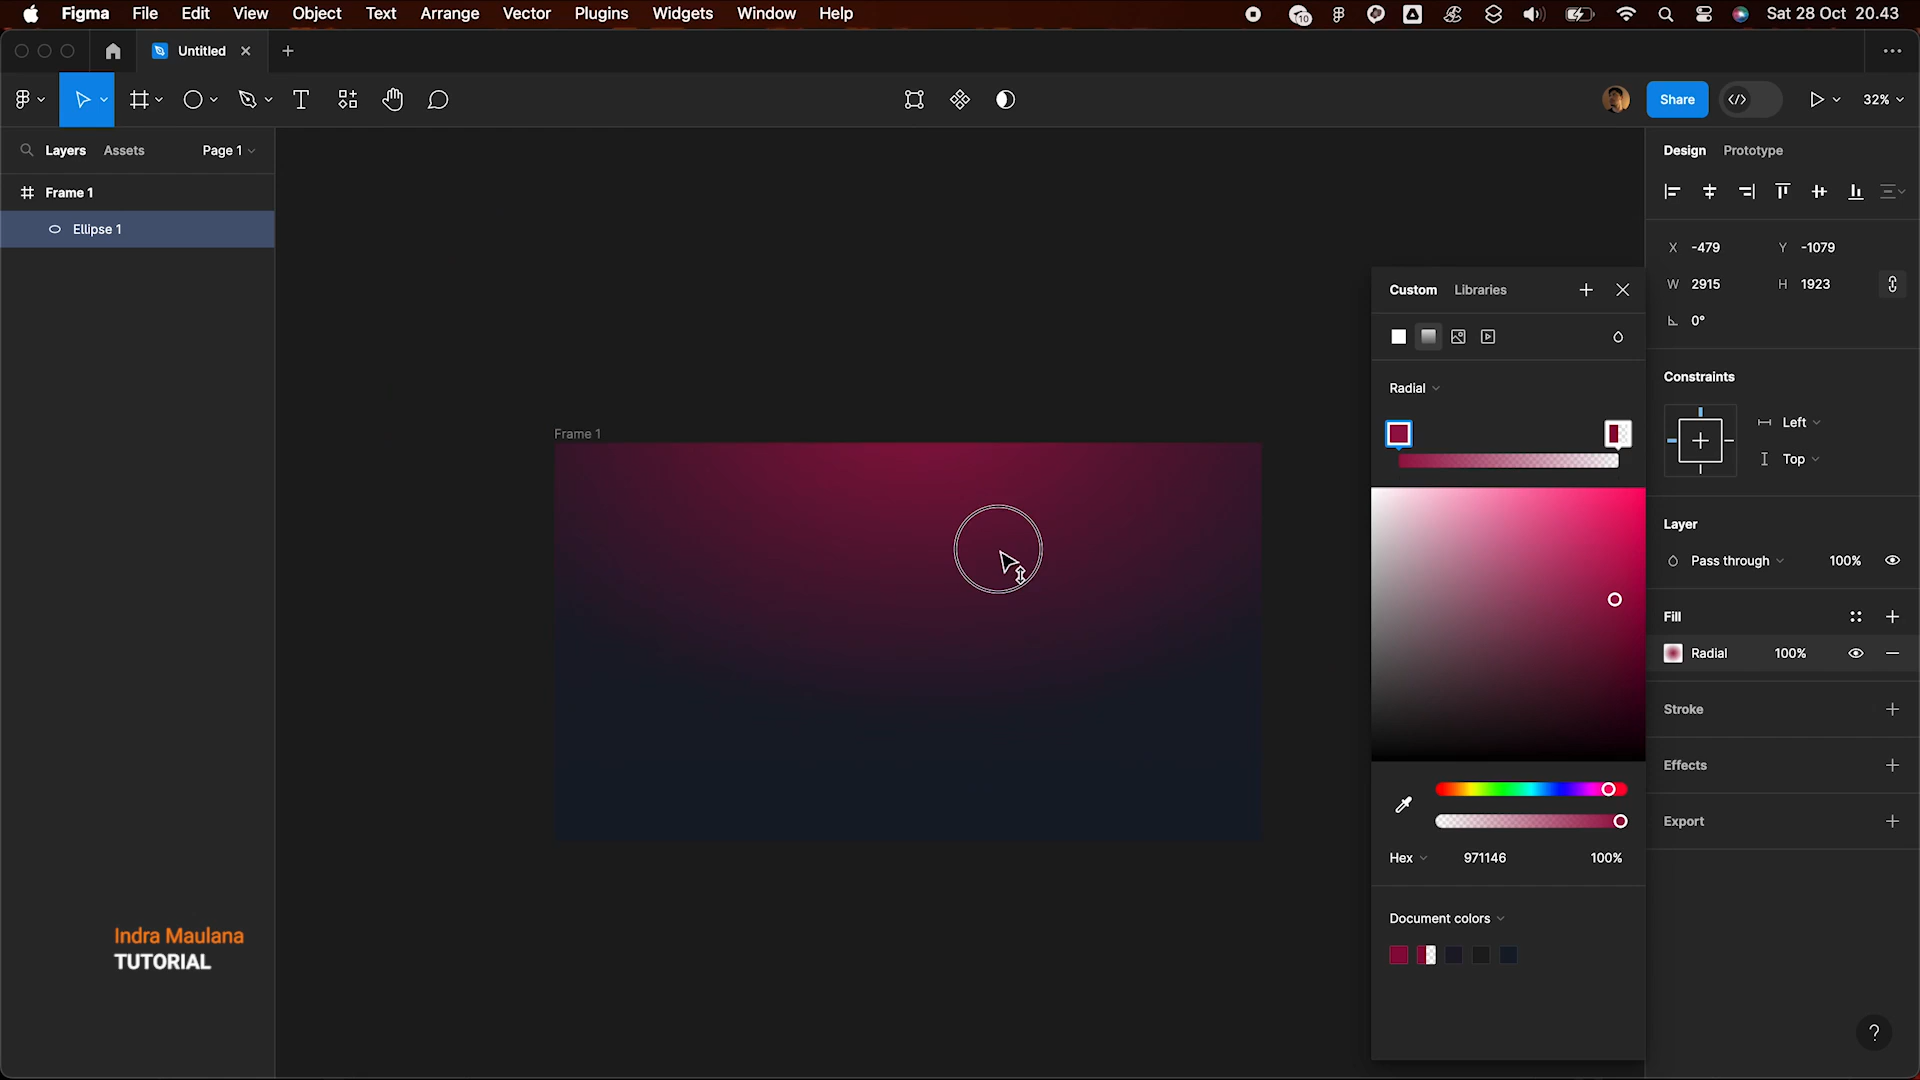 Figma File Edit View Object Text Arrange Vector Plugins Widgets Window Help
10
Sat 28 Oct 20.43
Untitled
Share
32%
Layers Assets Page 1
Frame 1
Ellipse 1
Frame 1
Indra Maulana
TUTORIAL
Custom Libraries
Radial
Hex 971146 100%
Document colors
Design Prototype
X -479 Y -1079
W 2915 H 1923
0°
Constraints
Left
Top
Layer
Pass through 100%
Fill
Radial 100%
Stroke
Effects
Export
?